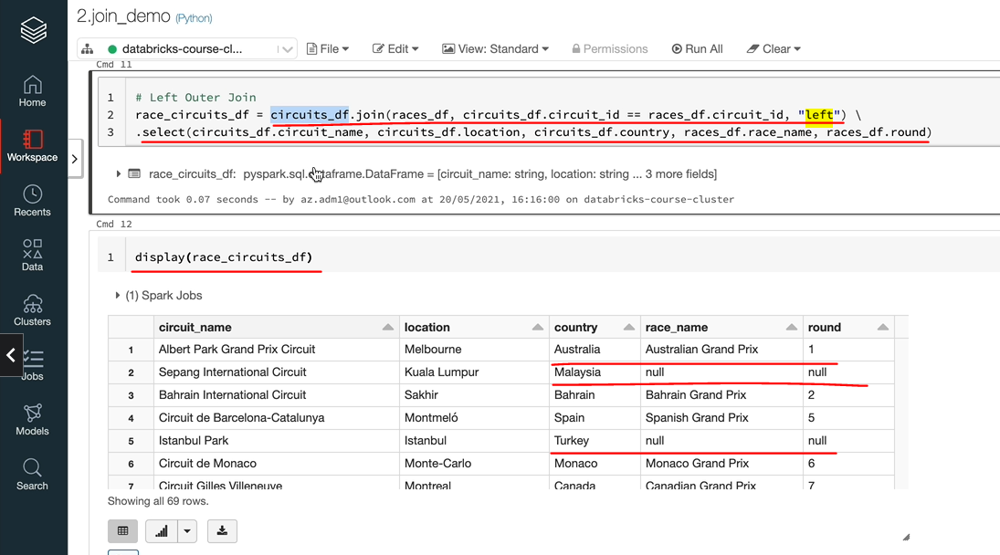 2.join_demo (Python)
databricks-course-cl... File Edit View: Standard Permissions Run All Clear
Home
Workspace
Recents
Data
Clusters
Jobs
Models
Search
Cmd 11
1 # Left Outer Join
2 race_circuits_df = circuits_df.join(races_df, circuits_df.circuit_id == races_df.circuit_id, "left") \
3 .select(circuits_df.circuit_name, circuits_df.location, circuits_df.country, races_df.race_name, races_df.round)
race_circuits_df: pyspark.sql.dataframe.DataFrame = [circuit_name: string, location: string ... 3 more fields]
Command took 0.07 seconds -- by az.adm1@outlook.com at 20/05/2021, 16:16:00 on databricks-course-cluster
Cmd 12
1 display(race_circuits_df)
(1) Spark Jobs
circuit_name location country race_name round
1 Albert Park Grand Prix Circuit Melbourne Australia Australian Grand Prix 1
2 Sepang International Circuit Kuala Lumpur Malaysia null null
3 Bahrain International Circuit Sakhir Bahrain Bahrain Grand Prix 2
4 Circuit de Barcelona-Catalunya Montmeló Spain Spanish Grand Prix 5
5 Istanbul Park Istanbul Turkey null null
6 Circuit de Monaco Monte-Carlo Monaco Monaco Grand Prix 6
7 Circuit Gilles Villeneuve Montreal Canada Canadian Grand Prix 7
Showing all 69 rows.